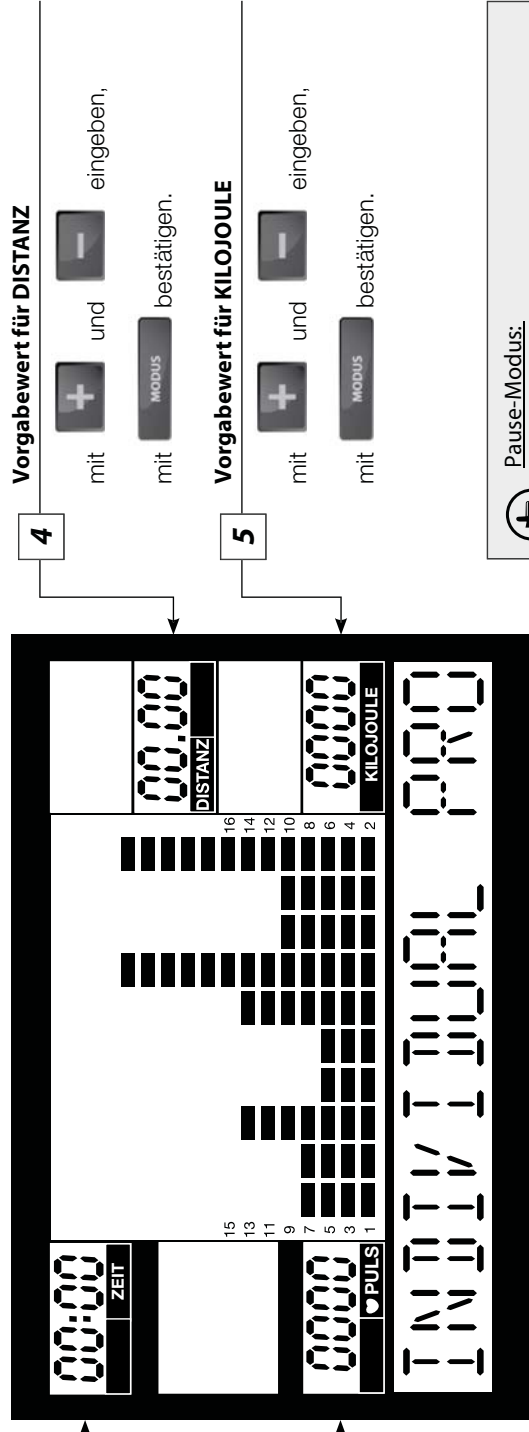 4
Vorgabewert für DISTANZ
mit + und - eingeben,
mit MODUS bestätigen.
5
Vorgabewert für KILOJOULE
mit + und - eingeben,
mit MODUS bestätigen.
Pause-Modus:
00:00
ZEIT
00.00
DISTANZ
0000
PULS
0000
KILOJOULE
15
13
11
9
7
5
3
1
16
14
12
10
8
6
4
2
INDIVIDUAL PRO